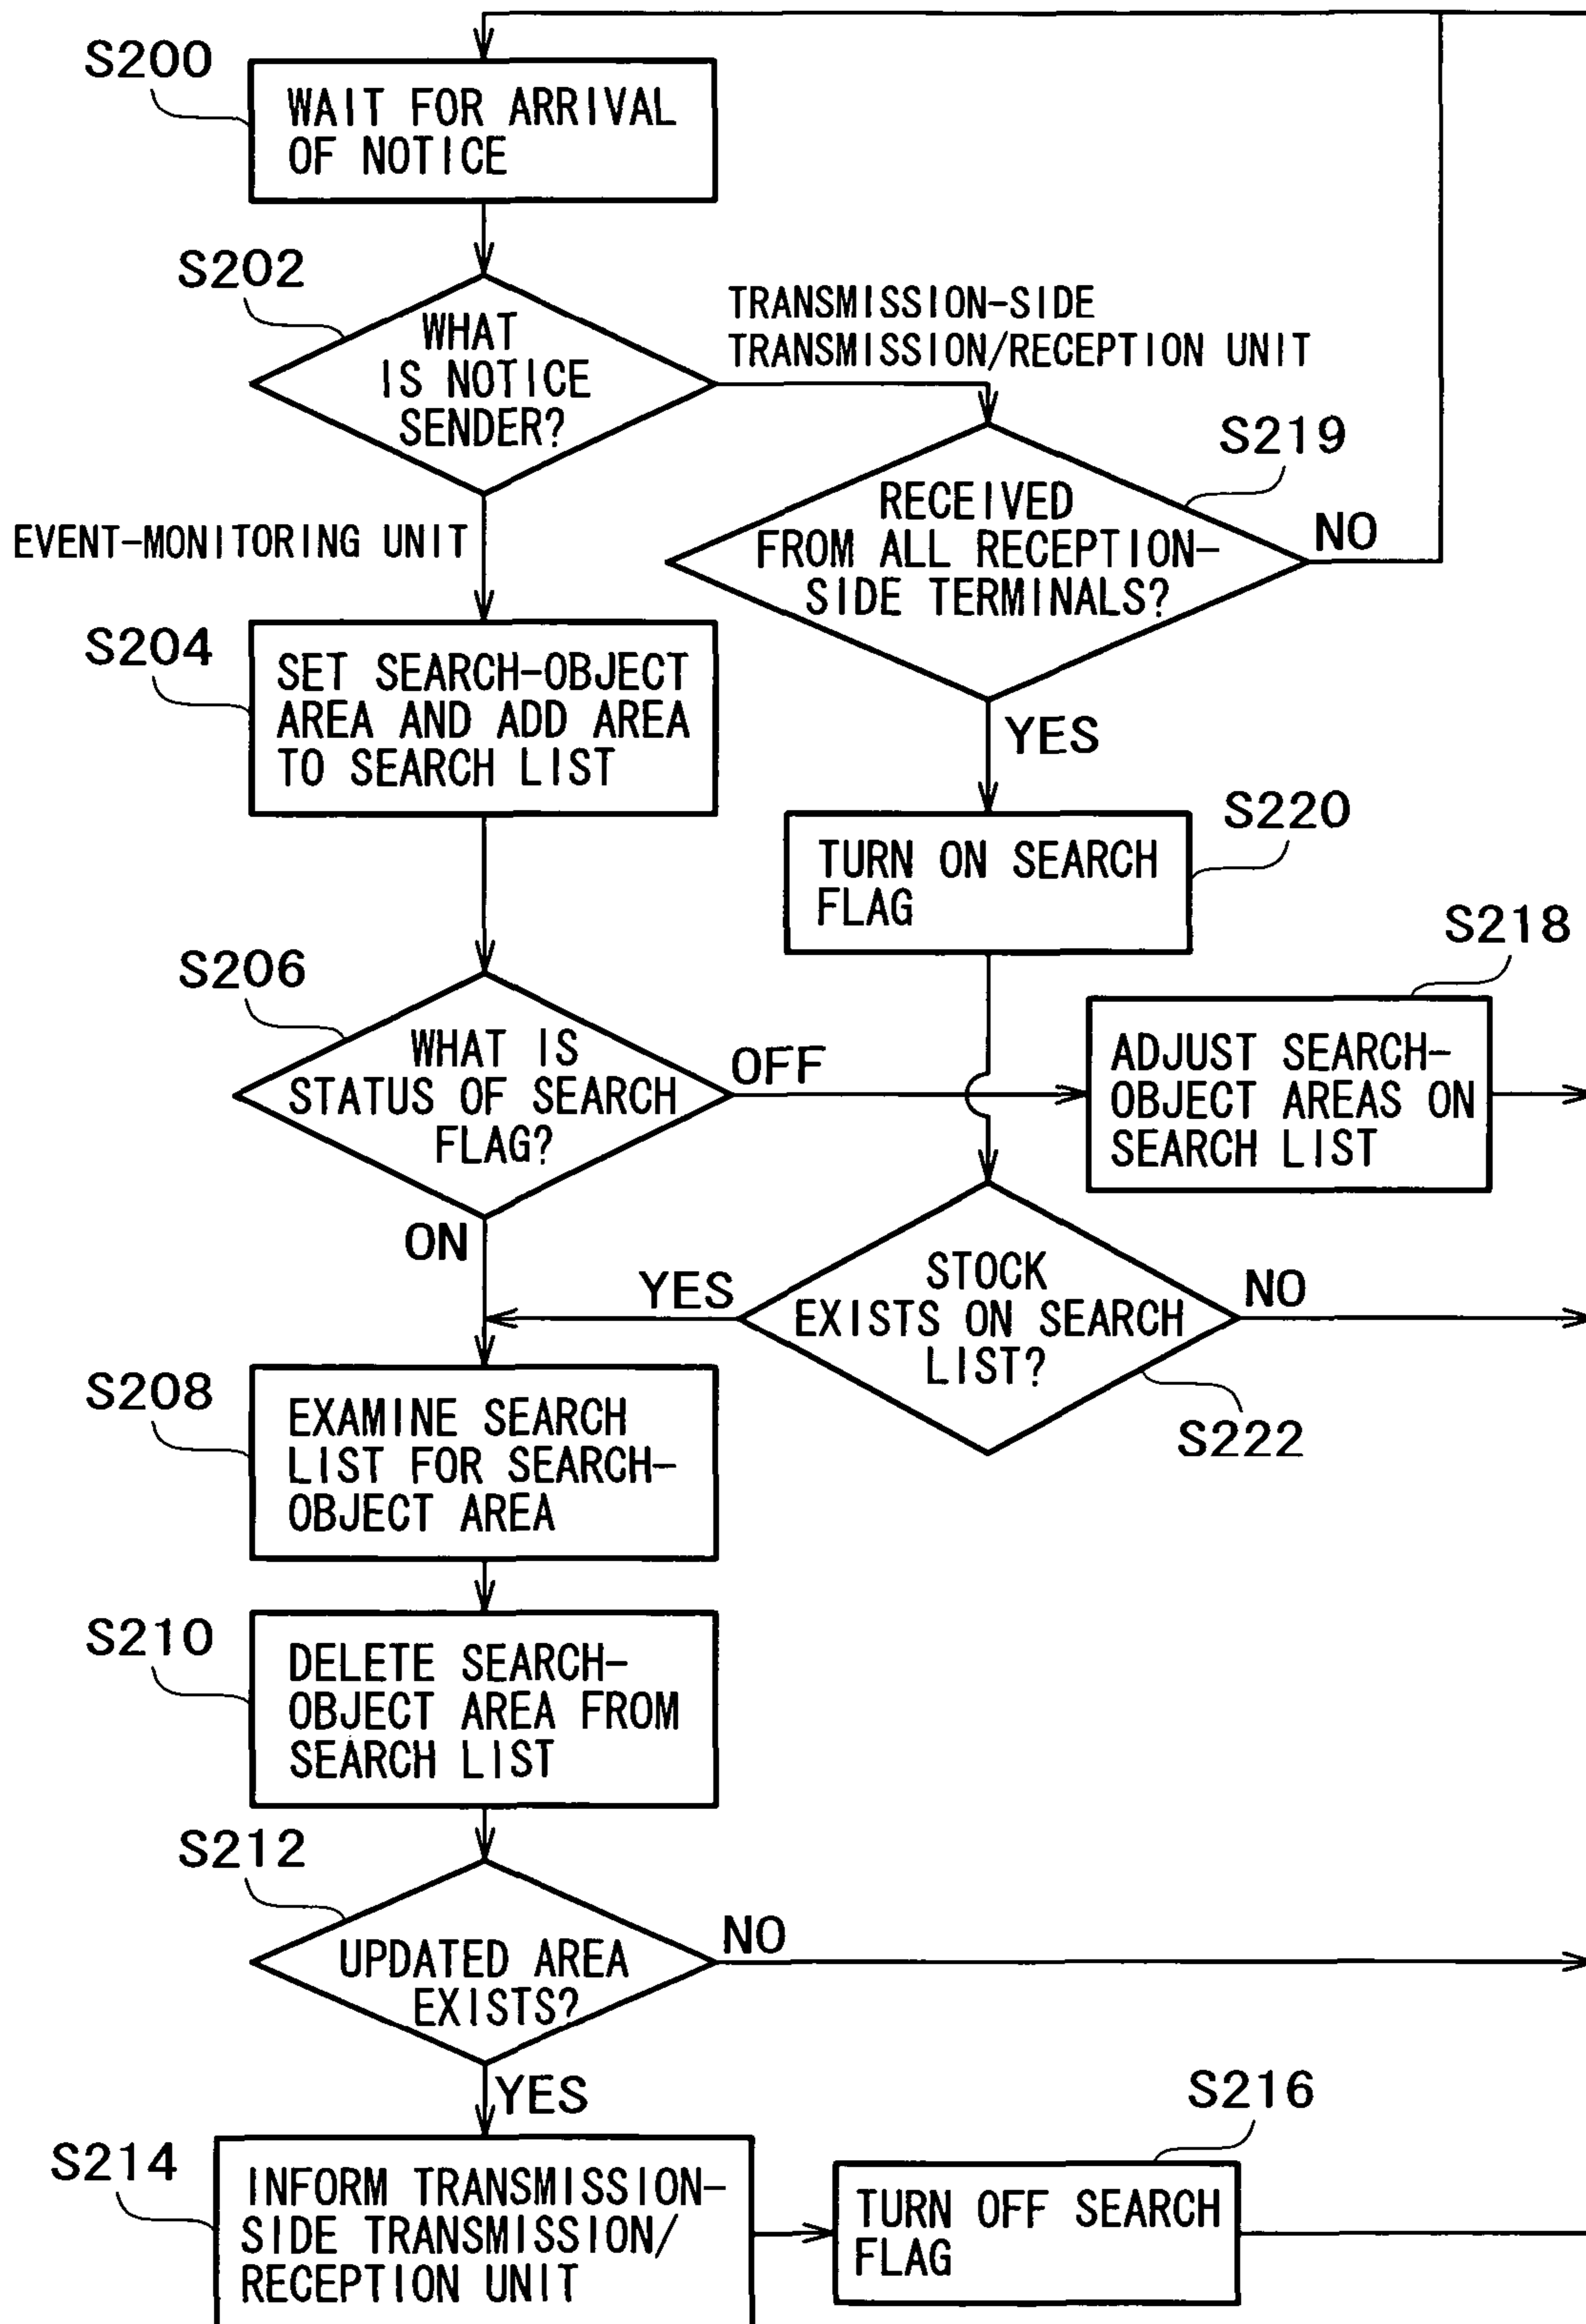 S200
WAIT FOR ARRIVAL
OF NOTICE
S202
WHAT
IS NOTICE
SENDER?
TRANSMISSION-SIDE
TRANSMISSION/RECEPTION UNIT
EVENT-MONITORING UNIT
S219
RECEIVED
FROM ALL RECEPTION-
SIDE TERMINALS?
NO
YES
S204
SET SEARCH-OBJECT
AREA AND ADD AREA
TO SEARCH LIST
S220
TURN ON SEARCH
FLAG
S206
WHAT IS
STATUS OF SEARCH
FLAG?
OFF
ON
S218
ADJUST SEARCH-
OBJECT AREAS ON
SEARCH LIST
STOCK
EXISTS ON SEARCH
LIST?
YES
NO
S222
S208
EXAMINE SEARCH
LIST FOR SEARCH-
OBJECT AREA
S210
DELETE SEARCH-
OBJECT AREA FROM
SEARCH LIST
S212
UPDATED AREA
EXISTS?
NO
YES
S214
INFORM TRANSMISSION-
SIDE TRANSMISSION/
RECEPTION UNIT
S216
TURN OFF SEARCH
FLAG